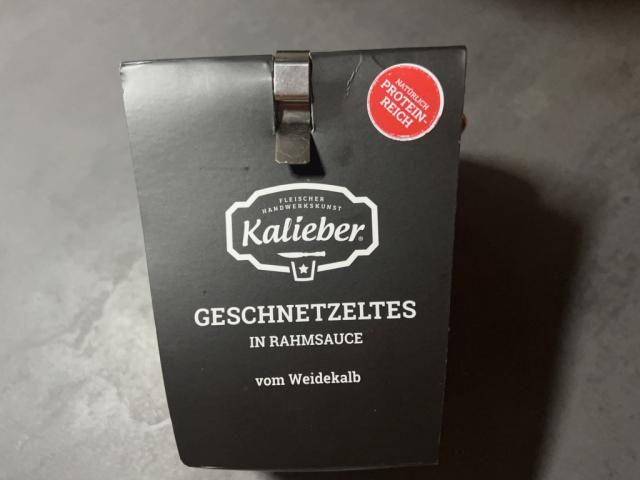 NATÜRLICH
PROTEIN-
REICH
FLEISCHER
HANDWERKSKUNST
Kalieber®
GESCHNETZELTES
IN RAHMSAUCE
vom Weidekalb